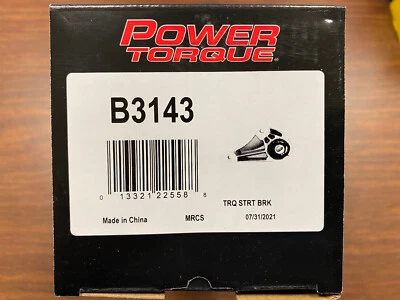 POWER
TORQUE®
B3143
0 13321 22558 8
TRQ STRT BRK
Made in China
MRCS
07/31/2021